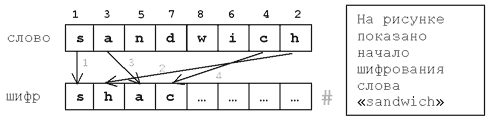 1 3 5 7 8 6 4 2
слово s a n d w i c h
1 3 2 4
шифр s h a c … … … … #
На рисунке
показано
начало
шифрования
слова
«sandwich»